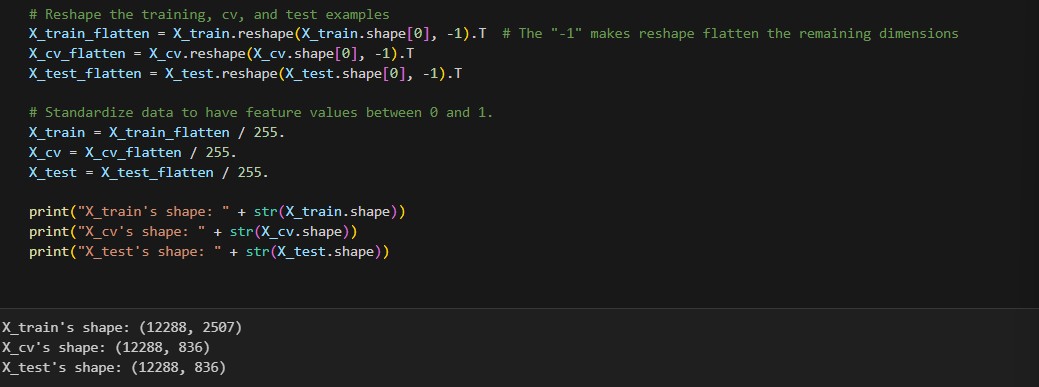 # Reshape the training, cv, and test examples
X_train_flatten = X_train.reshape(X_train.shape[0], -1).T  # The "-1" makes reshape flatten the remaining dimensions
X_cv_flatten = X_cv.reshape(X_cv.shape[0], -1).T
X_test_flatten = X_test.reshape(X_test.shape[0], -1).T
# Standardize data to have feature values between 0 and 1.
X_train = X_train_flatten / 255.
X_cv = X_cv_flatten / 255.
X_test = X_test_flatten / 255.
print("X_train's shape: " + str(X_train.shape))
print("X_cv's shape: " + str(X_cv.shape))
print("X_test's shape: " + str(X_test.shape))
X_train's shape: (12288, 2507)
X_cv's shape: (12288, 836)
X_test's shape: (12288, 836)